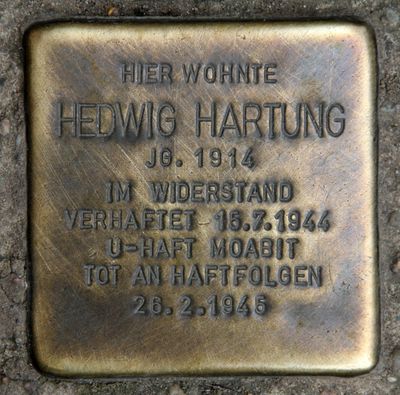 HIER WOHNTE
HEDWIG HARTUNG
JG. 1914
IM WIDERSTAND
VERHAFTET 15.7.1944
U-HAFT MOABIT
TOT AN HAFTFOLGEN
26.2.1945